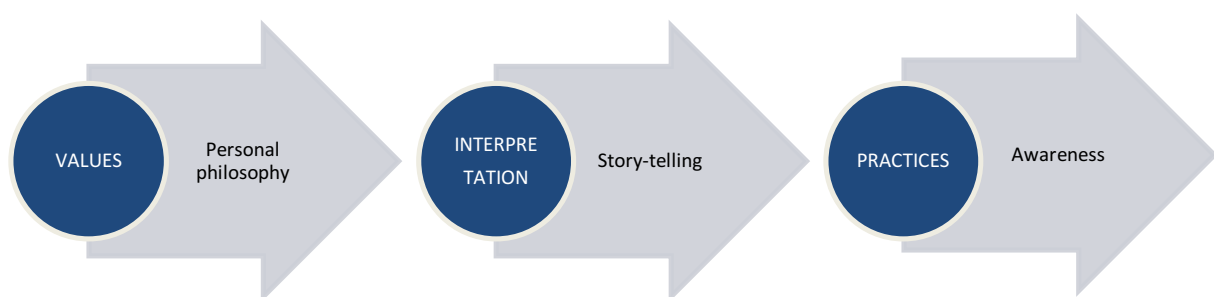 VALUES
Personal
philosophy
INTERPRE
TATION
Story-telling
PRACTICES
Awareness